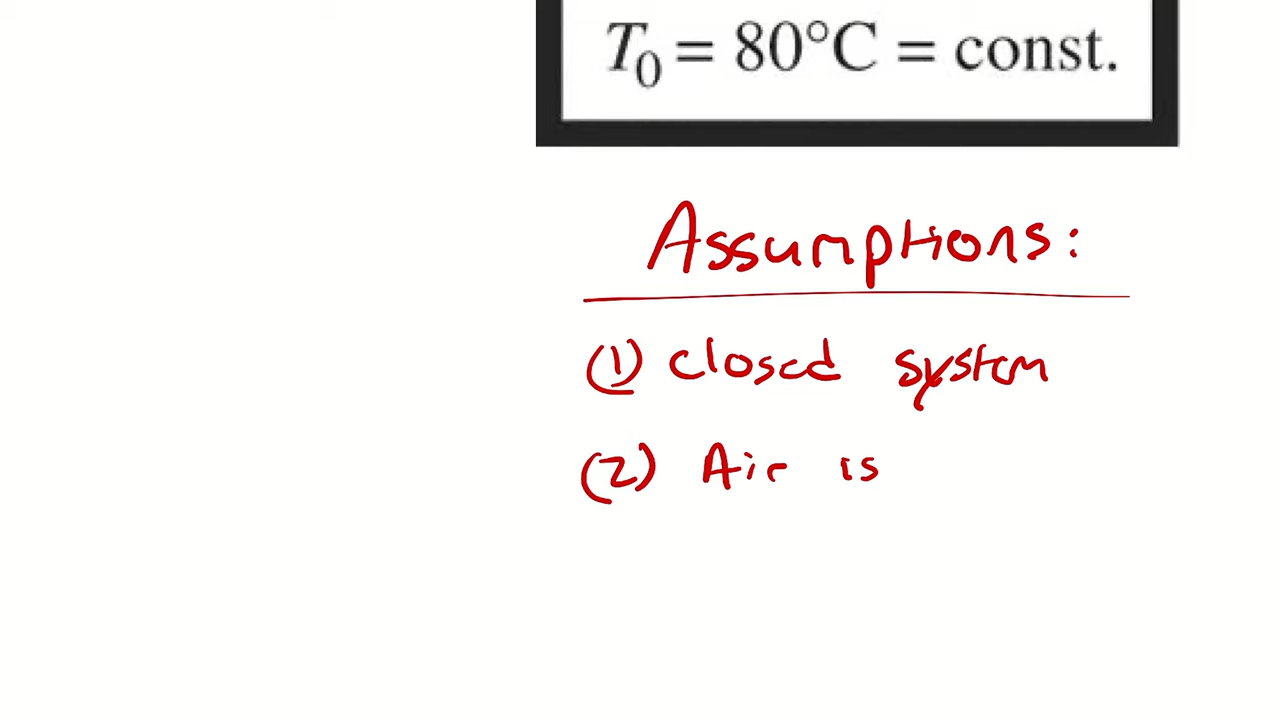 T₀ = 80°C = const.
Assumptions:
(1) closed system
(2) Air is